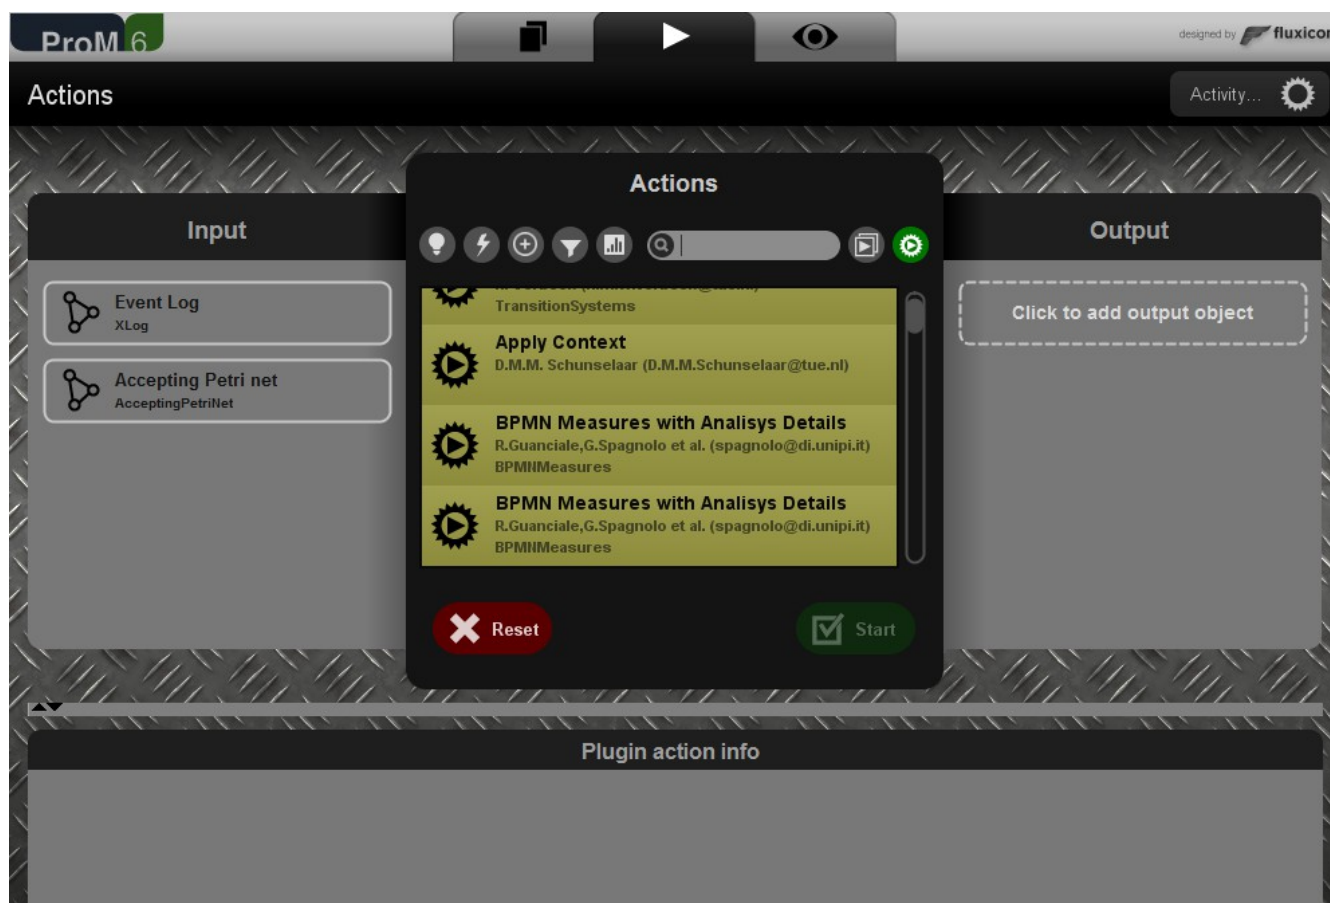 ProM 6
designed by fluxicon
Actions
Activity...
Actions
Input
Output
Event Log
XLog
Accepting Petri net
AcceptingPetriNet
TransitionSystems
Apply Context
D.M.M. Schunselaar (D.M.M.Schunselaar@tue.nl)
BPMN Measures with Analisys Details
R.Guanciale,G.Spagnolo et al. (spagnolo@di.unipi.it)
BPMNMeasures
BPMN Measures with Analisys Details
R.Guanciale,G.Spagnolo et al. (spagnolo@di.unipi.it)
BPMNMeasures
Click to add output object
Reset
Start
Plugin action info